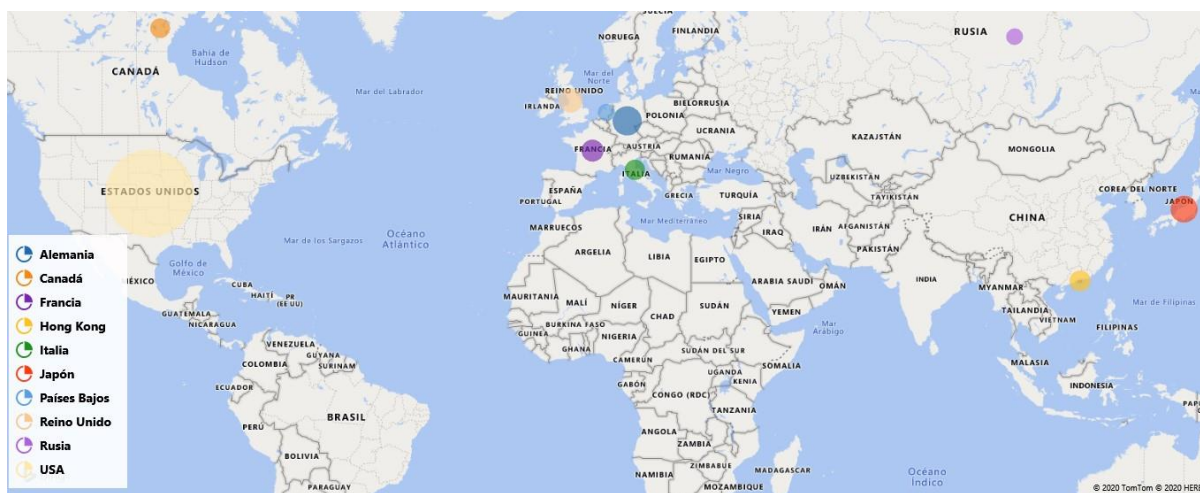 SUECIA
FINLANDIA
NORUEGA
RUSIA
Bahía de
Hudson
CANADÁ
Mar del Labrador
Mar del
Norte
REINO UNIDO
IRLANDA
BIELORRUSIA
POLONIA
UCRANIA
KAZAJSTÁN
MONGOLIA
FRANCIA
AUSTRIA
RUMANIA
Mar Negro
ITALIA
UZBEKISTÁN
TAYIKISTÁN
COREA DEL NORTE
JAPÓN
ESTADOS UNIDOS
ESPAÑA
PORTUGAL
GRECIA
TURQUÍA
CHINA
Mar Mediterráneo
SIRIA
IRAQ
IRÁN
AFGANISTÁN
PAKISTÁN
Océano
Atlántico
Mar de los Sargazos
MARRUECOS
ARGELIA
LIBIA
EGIPTO
ARABIA SAUDI
OMÁN
INDIA
MYANMAR
Golfo de
México
MÉXICO
CUBA
HAITÍ
PR
(EE UU)
GUATEMALA
NICARAGUA
MAURITANIA
MALÍ
NÍGER
CHAD
SUDÁN
YEMEN
Mar
Arábigo
TAILANDIA
VIETNAM
FILIPINAS
Mar de Filipinas
BURKINA FASO
GUINEA
GHANA
NIGERIA
CAMERÚN
SUDÁN DEL SUR
SOMALIA
VENEZUELA
GUYANA
SURINAM
COLOMBIA
ECUADOR
GABÓN
UGANDA
KENIA
CONGO (RDC)
TANZANIA
MALASIA
INDONESIA
PERÚ
BRASIL
BOLIVIA
PARAGUAY
ANGOLA
ZAMBIA
ZIMBABUE
NAMIBIA
MOZAMBIQUE
MADAGASCAR
Océano
Índico
Alemania
Canadá
Francia
Hong Kong
Italia
Japón
Países Bajos
Reino Unido
Rusia
USA
© 2020 TomTom © 2020 HERE